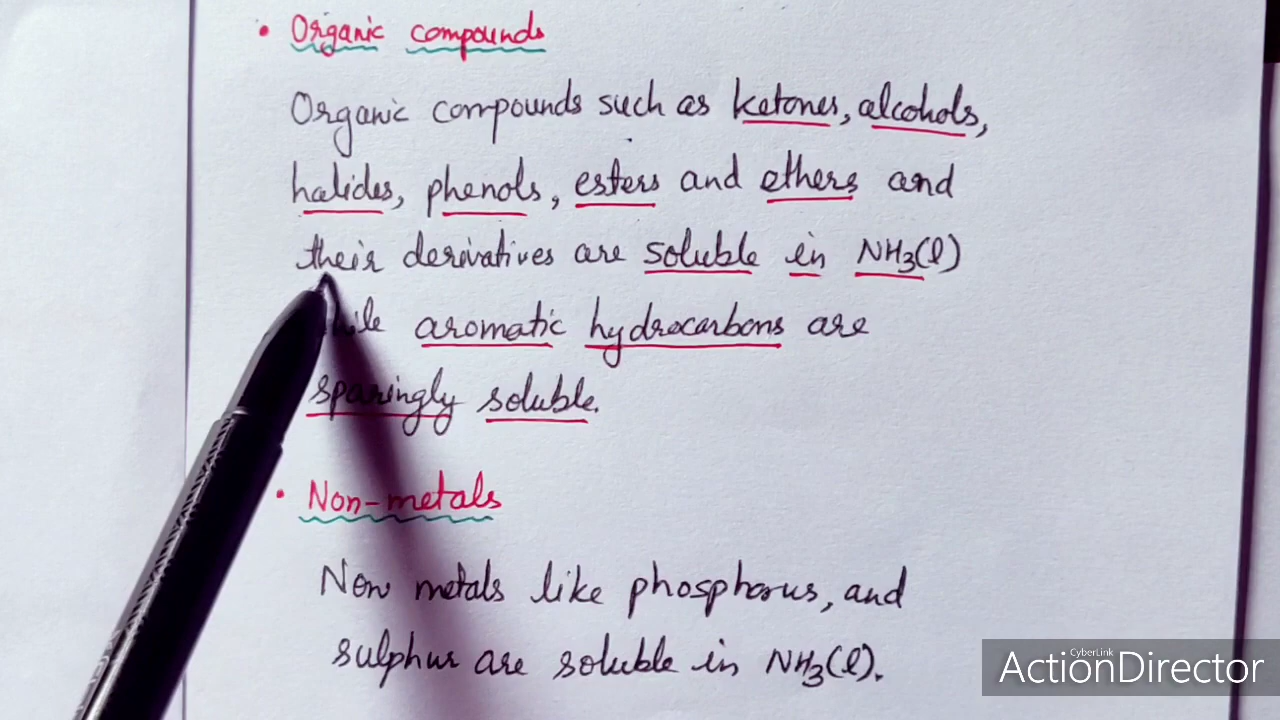 • Organic compounds
Organic compounds such as ketones, alcohols,
halides, phenols, esters and ethers and
their derivatives are soluble in NH3(l)
aromatic hydrocarbons are
sparingly soluble.
• Non-metals
Non metals like phosphorus, and
sulphur are soluble in NH3(l).
CyberLink
ActionDirector